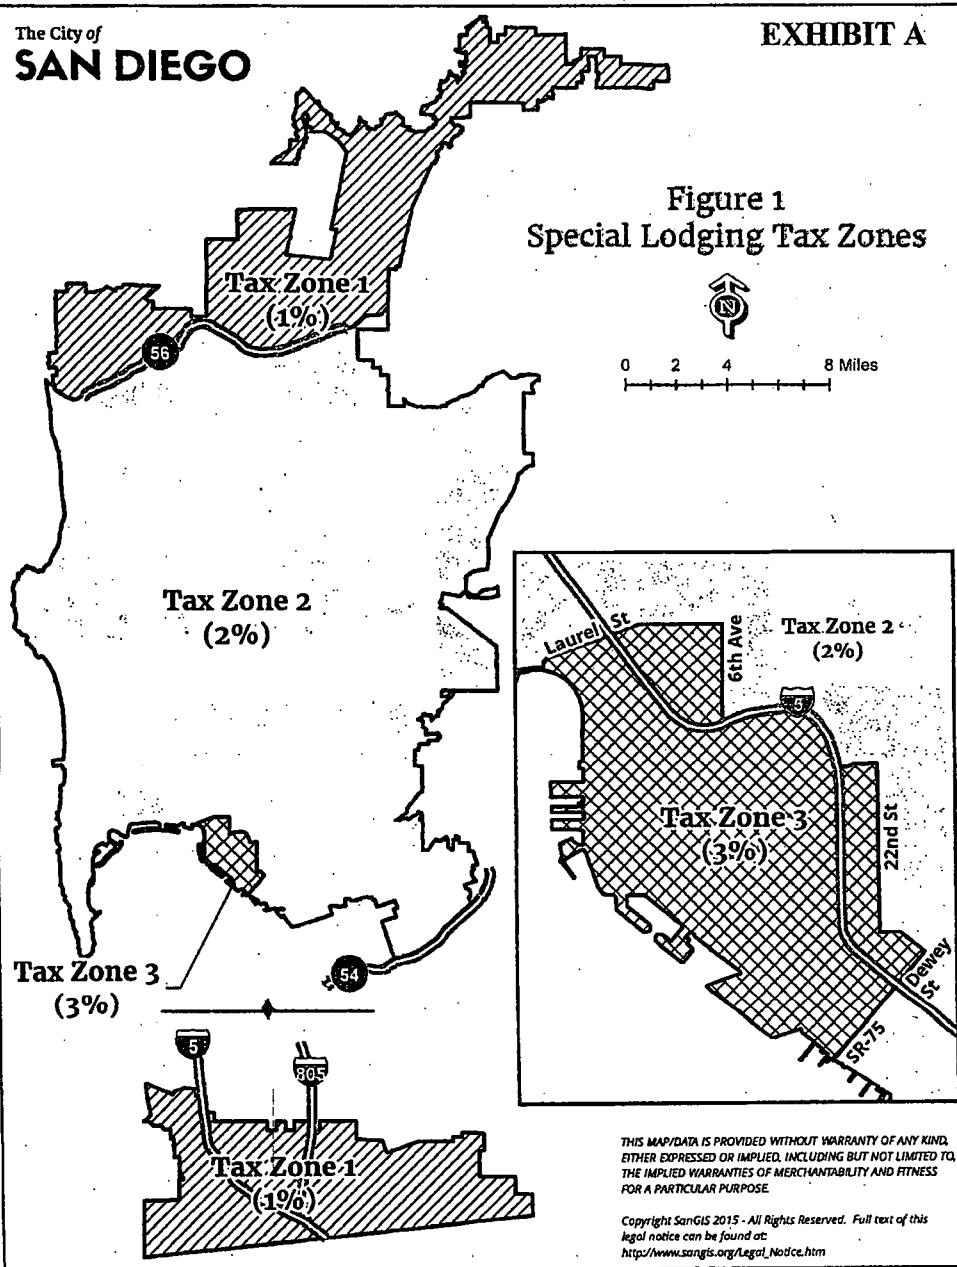 The City of
SAN DIEGO
EXHIBIT A
Figure 1
Special Lodging Tax Zones
N
0 2 4 8 Miles
Tax Zone 1
(1%)
56
Tax Zone 2
(2%)
Laurel St
6th Ave
Tax Zone 2
(2%)
5
Tax Zone 3
(3%)
22nd St
Dewey
St
SR-75
Tax Zone 3
(3%)
54
5
805
Tax Zone 1
(1%)
THIS MAP/DATA IS PROVIDED WITHOUT WARRANTY OF ANY KIND,
EITHER EXPRESSED OR IMPLIED, INCLUDING BUT NOT LIMITED TO,
THE IMPLIED WARRANTIES OF MERCHANTABILITY AND FITNESS
FOR A PARTICULAR PURPOSE.
Copyright SanGIS 2015 - All Rights Reserved. Full text of this
legal notice can be found at:
http://www.sangis.org/Legal_Notice.htm